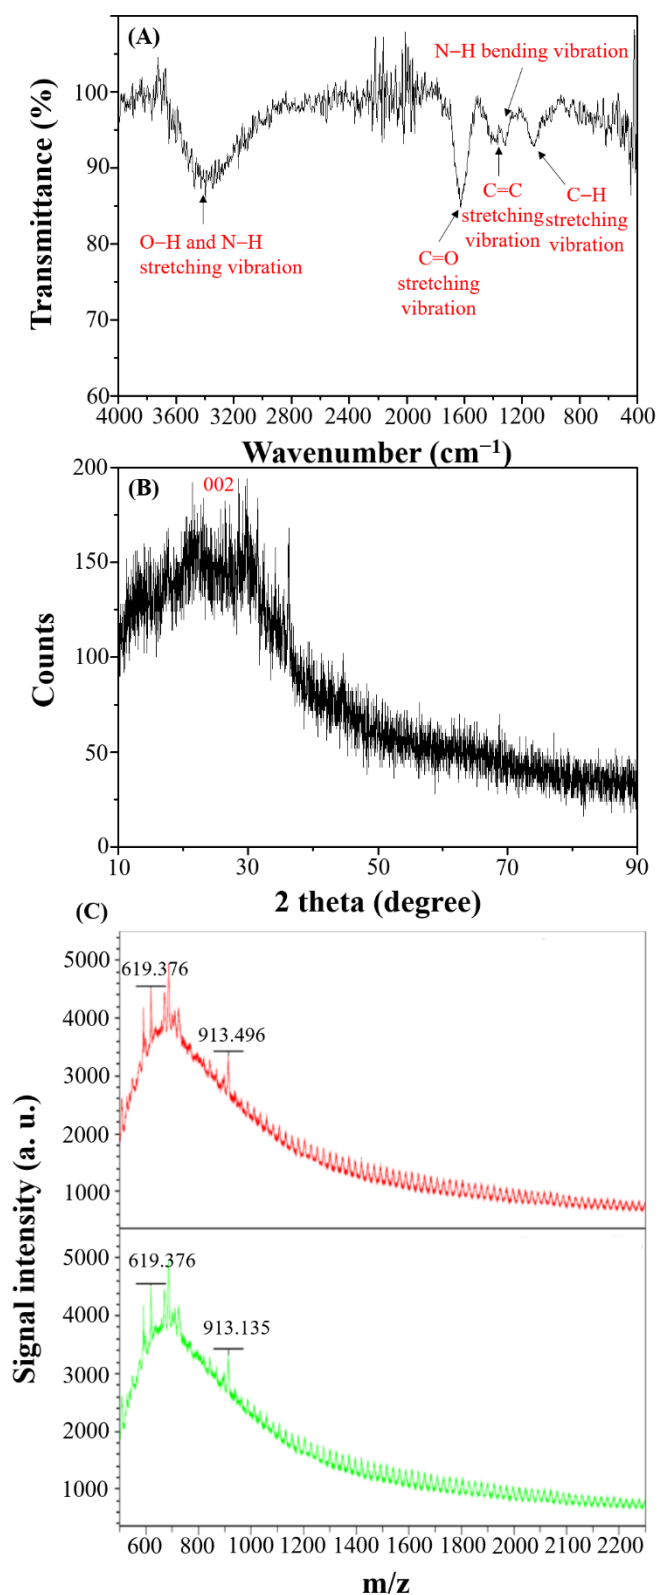 (A)
N−H bending vibration
110
100
90
80
70
60
Transmittance (%)
O−H and N−H
stretching vibration
C=O
stretching
vibration
C=C
stretching
vibration
C−H
stretching
vibration
4000 3600 3200 2800 2400 2000 1600 1200 800 400
Wavenumber (cm⁻¹)
(B)
002
200
150
100
50
0
Counts
10 30 50 70 90
2 theta (degree)
(C)
5000
4000
3000
2000
1000
619.376
913.496
Signal intensity (a. u.)
5000
4000
3000
2000
1000
619.376
913.135
600 800 1000 1200 1400 1600 1800 2000 2200
m/z